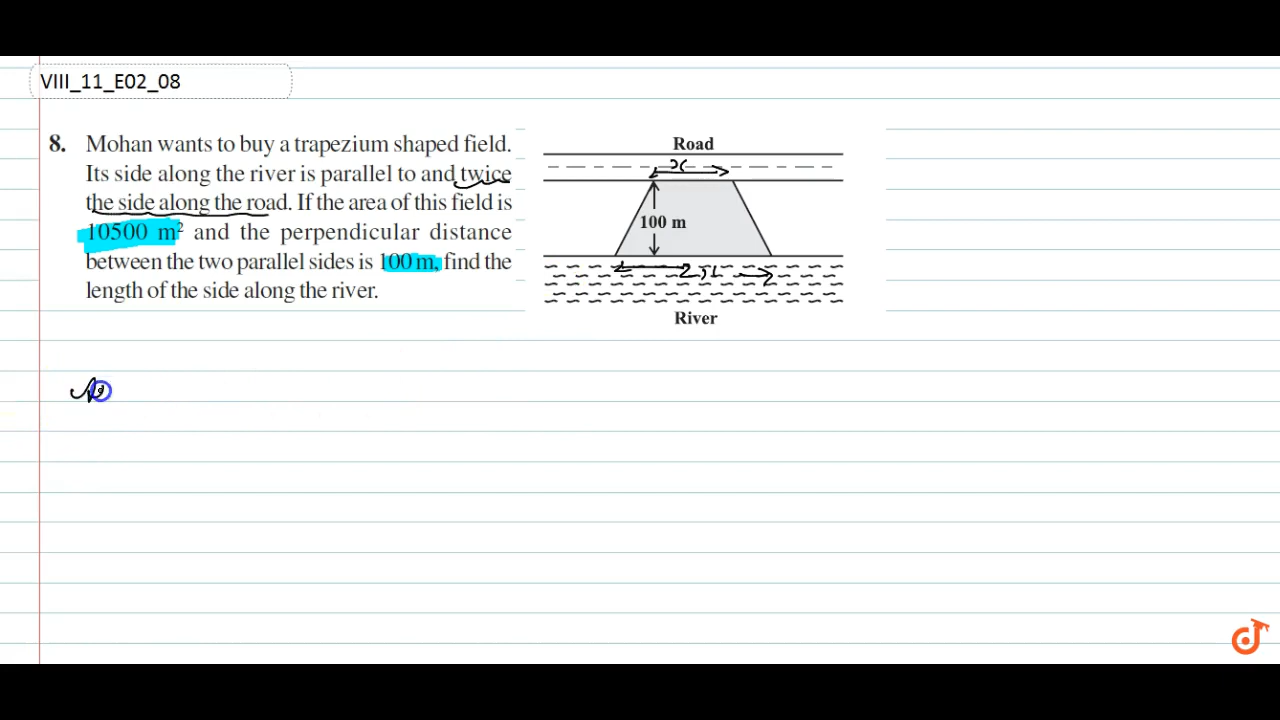 VIII_11_E02_08
8. Mohan wants to buy a trapezium shaped field.
Its side along the river is parallel to and twice
the side along the road. If the area of this field is
10500 m² and the perpendicular distance
between the two parallel sides is 100 m, find the
length of the side along the river.
Road
x
100 m
2x
River